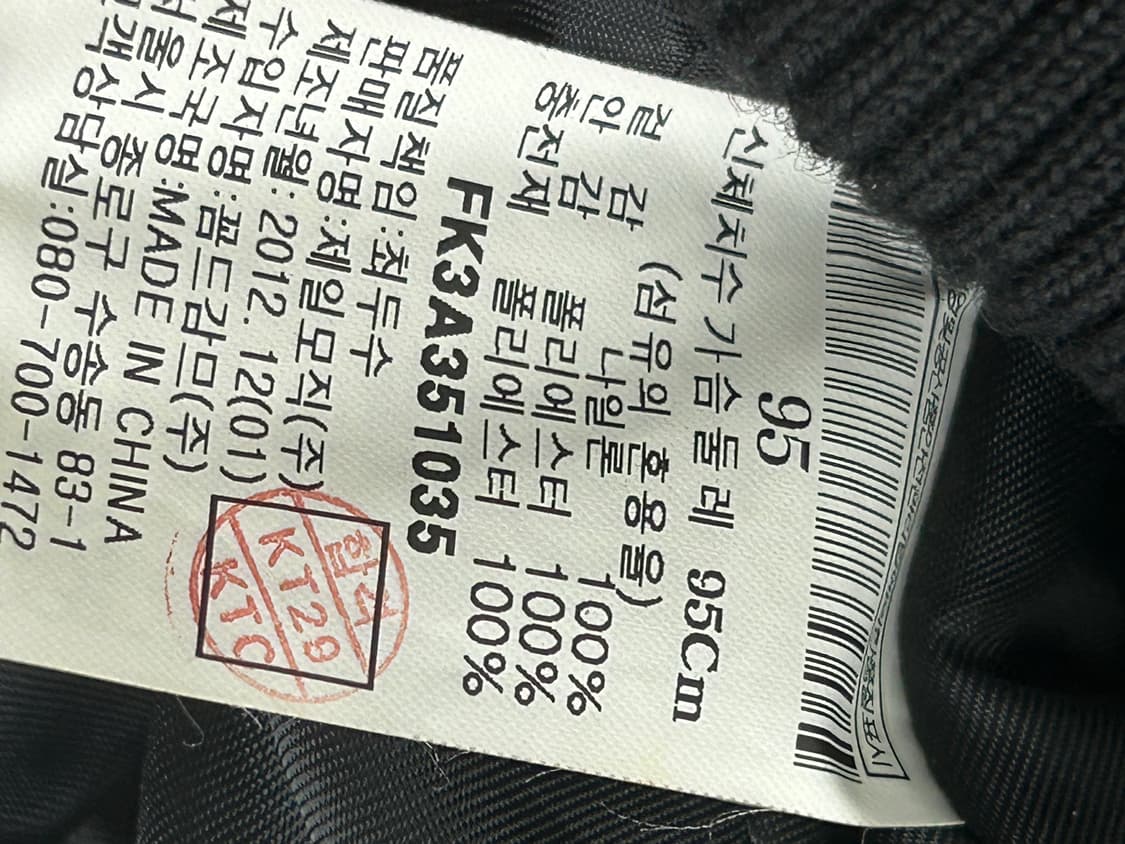 95
신체치수 가슴둘레 95Cm
(섬유의 혼용율)
겉 감 나일론 100%
안 감 폴리에스터 100%
충전재 폴리에스터 100%
FK3A351035
품질책임:최두수
판매자명:제일모직(주)
제조년월: 2012. 12(01)
수입자명:폼드감므(주)
제조국명:MADE IN CHINA
서울시 종로구 수송동 83-1
고객상담실:080-700-1472
합격
KT29
KTC